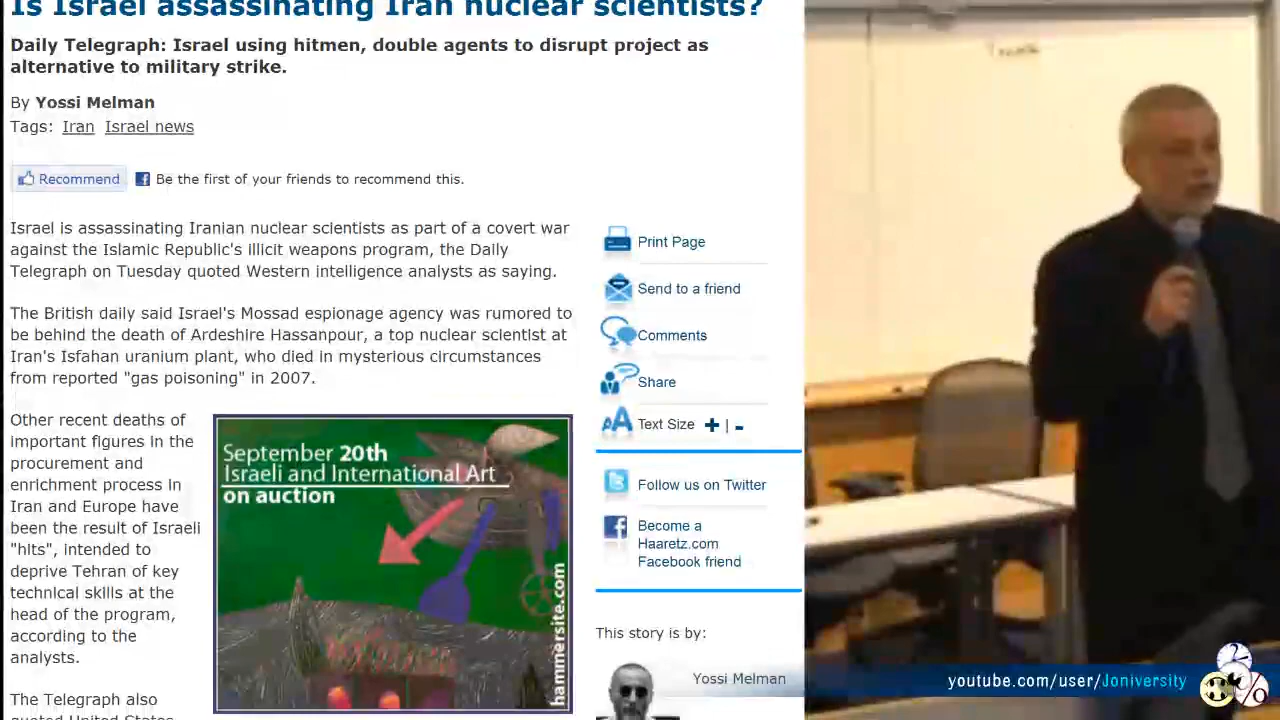 Is Israel assassinating Iran nuclear scientists?
Daily Telegraph: Israel using hitmen, double agents to disrupt project as
alternative to military strike.
By Yossi Melman
Tags: Iran Israel news
Recommend Be the first of your friends to recommend this.
Israel is assassinating Iranian nuclear scientists as part of a covert war
against the Islamic Republic's illicit weapons program, the Daily
Telegraph on Tuesday quoted Western intelligence analysts as saying.
The British daily said Israel's Mossad espionage agency was rumored to
be behind the death of Ardeshire Hassanpour, a top nuclear scientist at
Iran's Isfahan uranium plant, who died in mysterious circumstances
from reported "gas poisoning" in 2007.
Other recent deaths of
important figures in the
procurement and
enrichment process in
Iran and Europe have
been the result of Israeli
"hits", intended to
deprive Tehran of key
technical skills at the
head of the program,
according to the
analysts.
The Telegraph also
quoted United States
September 20th
Israeli and International Art
on auction
hammersite.com
Print Page
Send to a friend
Comments
Share
Text Size + | -
Follow us on Twitter
Become a
Haaretz.com
Facebook friend
This story is by:
Yossi Melman
youtube.com/user/Joniversity